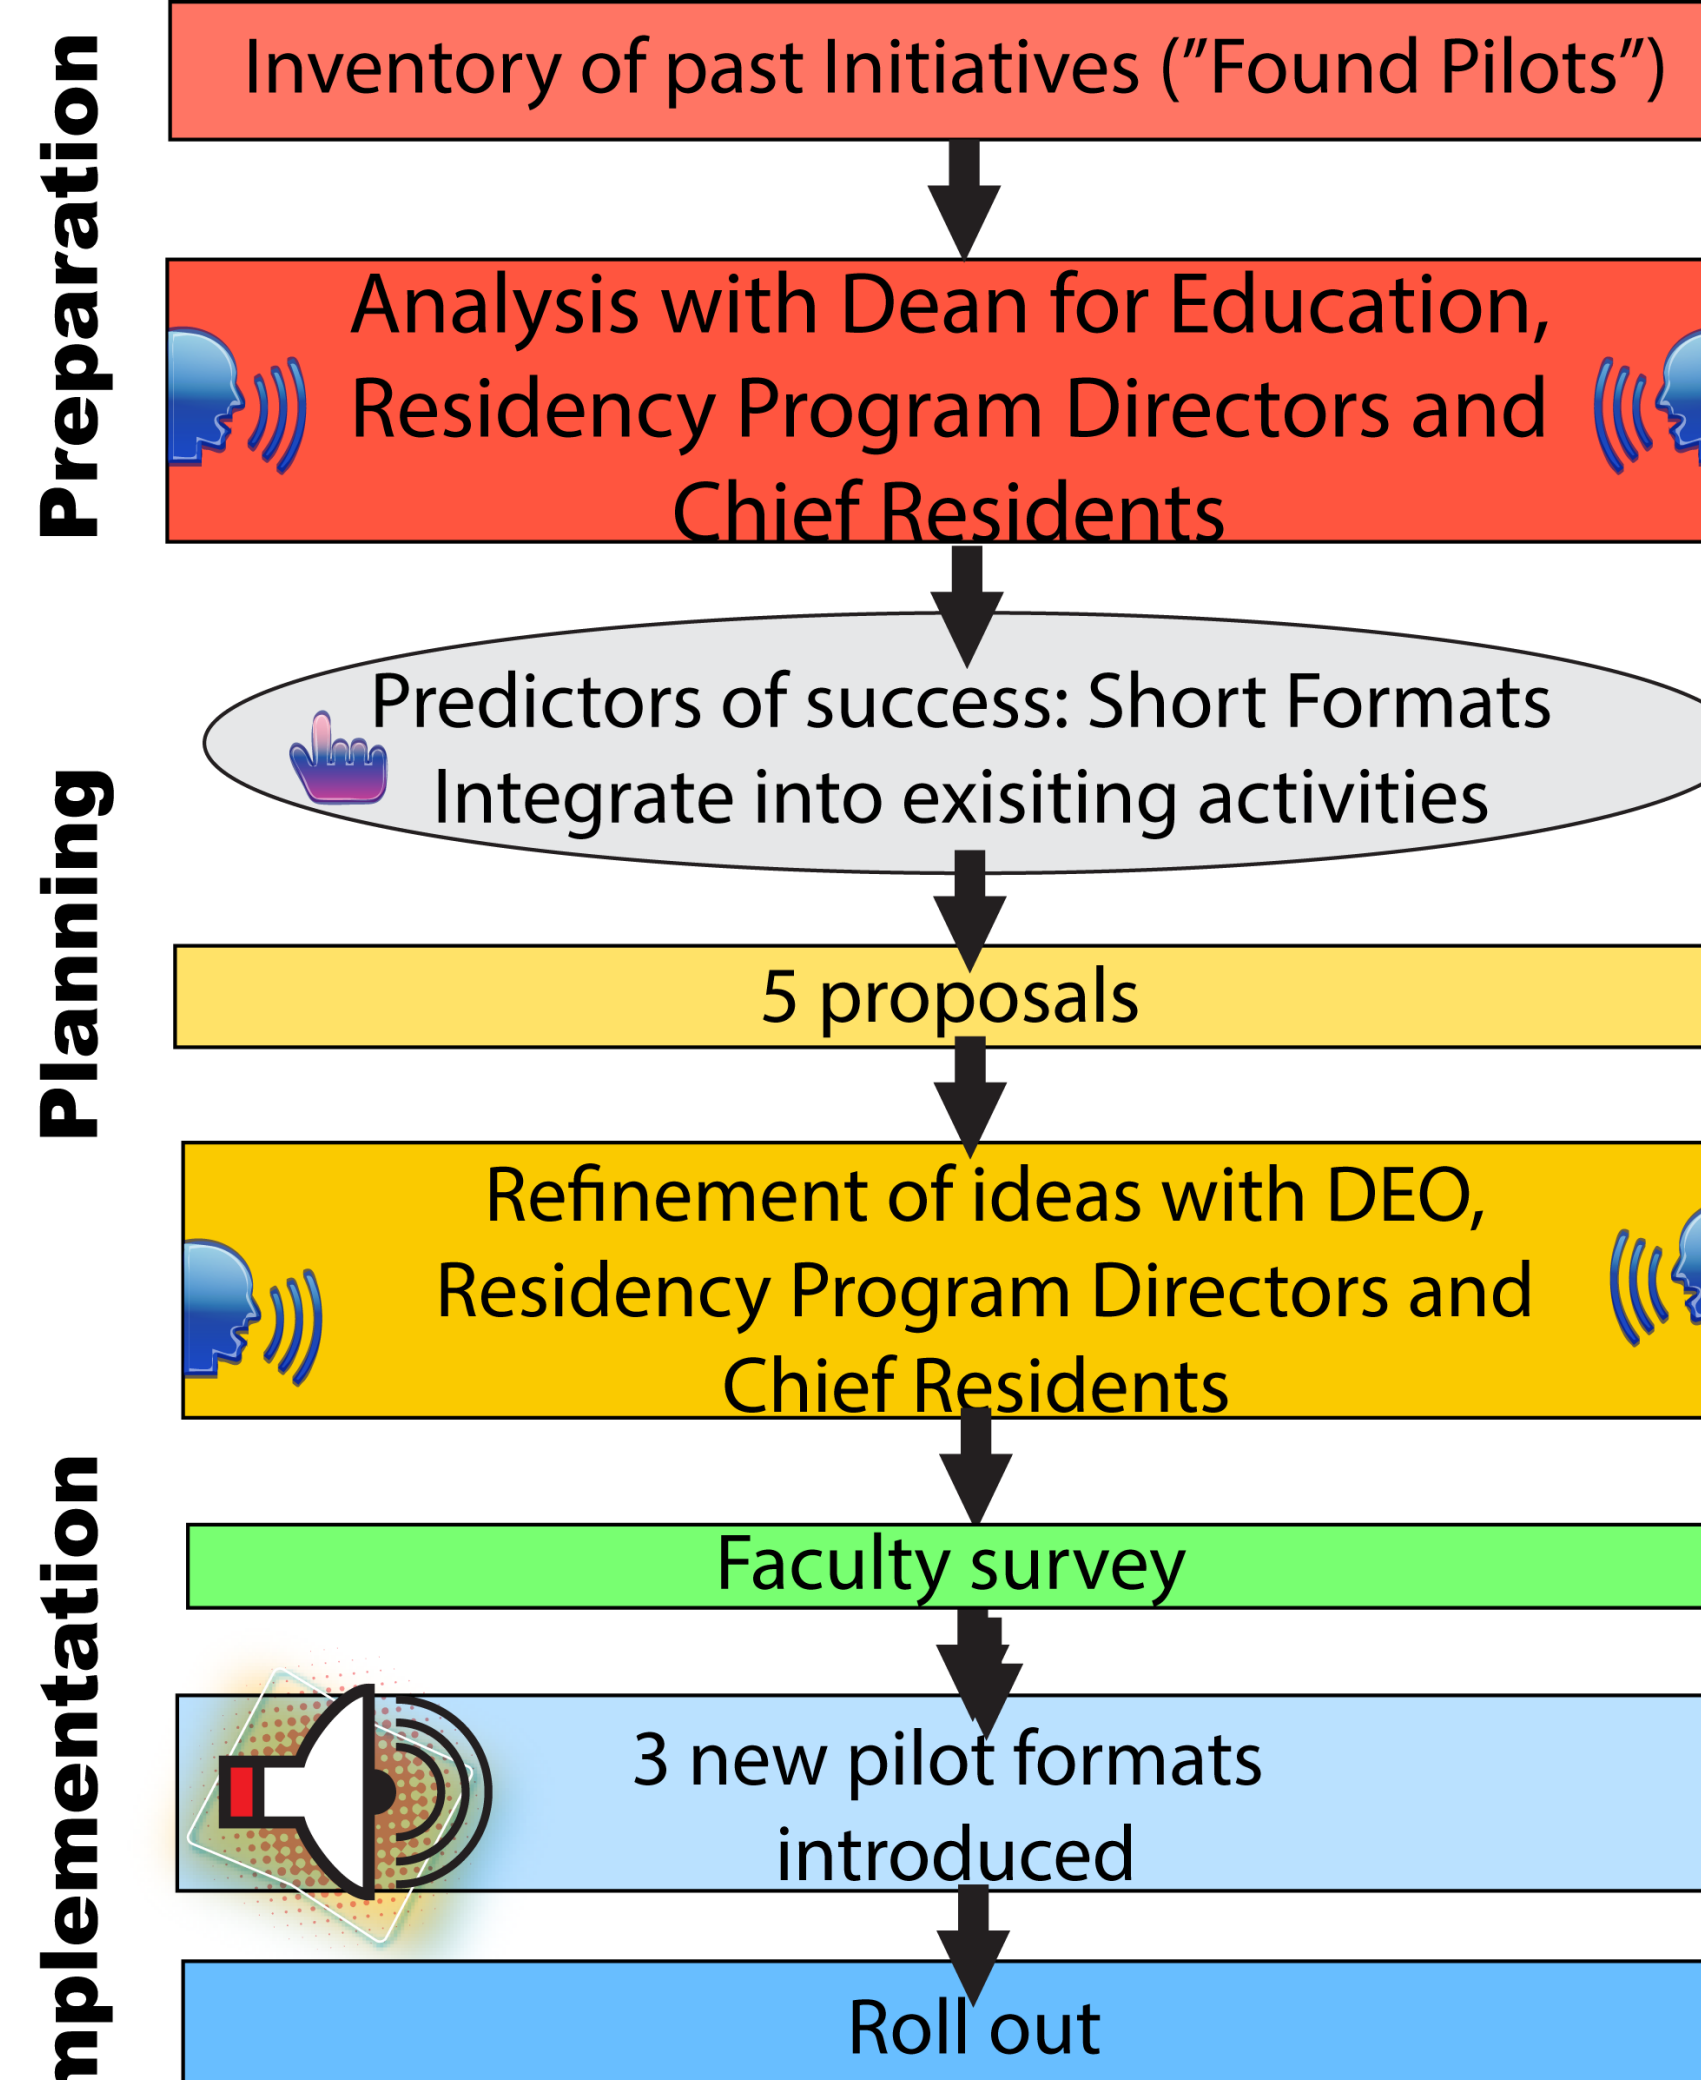 Preparation
Inventory of past Initiatives (”Found Pilots”)
Analysis with Dean for Education,
Residency Program Directors and
Chief Residents
Planning
Predictors of success: Short Formats
Integrate into exisiting activities
5 proposals
Refinement of ideas with DEO,
Residency Program Directors and
Chief Residents
mplementation
Faculty survey
3 new pilot formats
introduced
Roll out